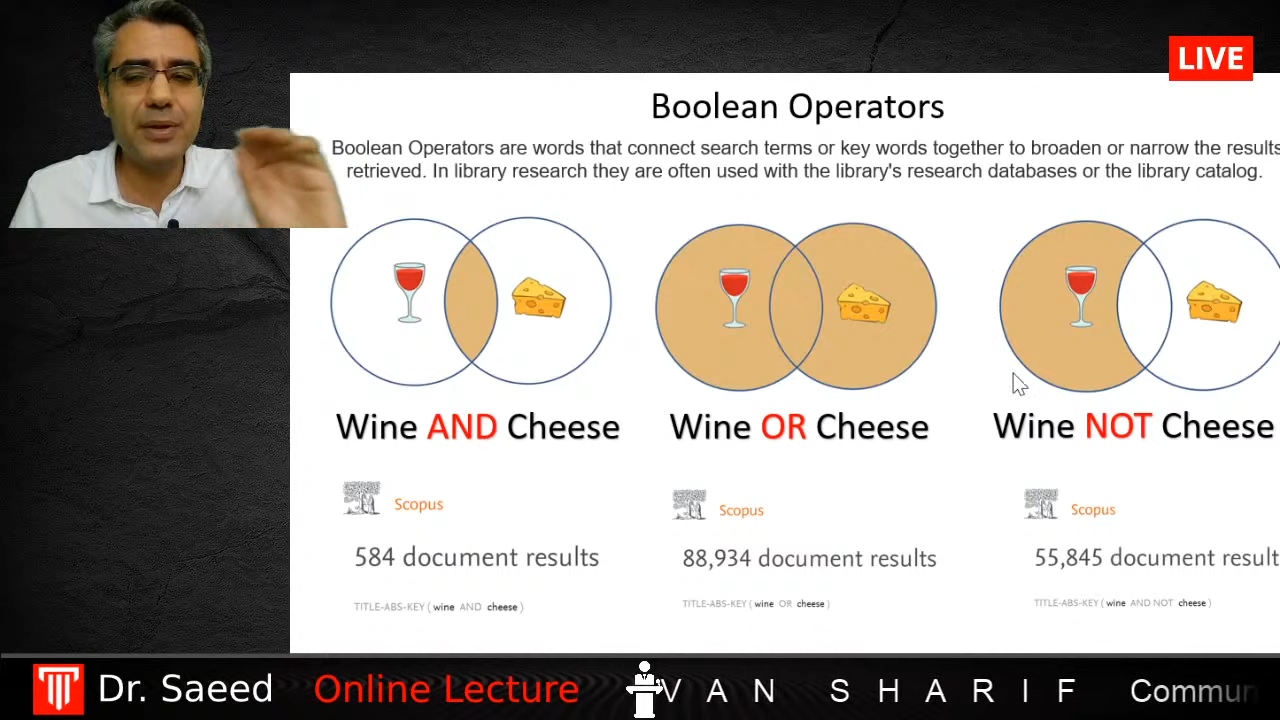 LIVE
Boolean Operators
Boolean Operators are words that connect search terms or key words together to broaden or narrow the results
retrieved. In library research they are often used with the library's research databases or the library catalog.
Wine AND Cheese
Wine OR Cheese
Wine NOT Cheese
Scopus
Scopus
Scopus
584 document results
88,934 document results
55,845 document result
TITLE-ABS-KEY ( wine AND cheese )
TITLE-ABS-KEY ( wine OR cheese )
TITLE-ABS-KEY ( wine AND NOT cheese )
Dr. Saeed Online Lecture VAN SHARIF Commun